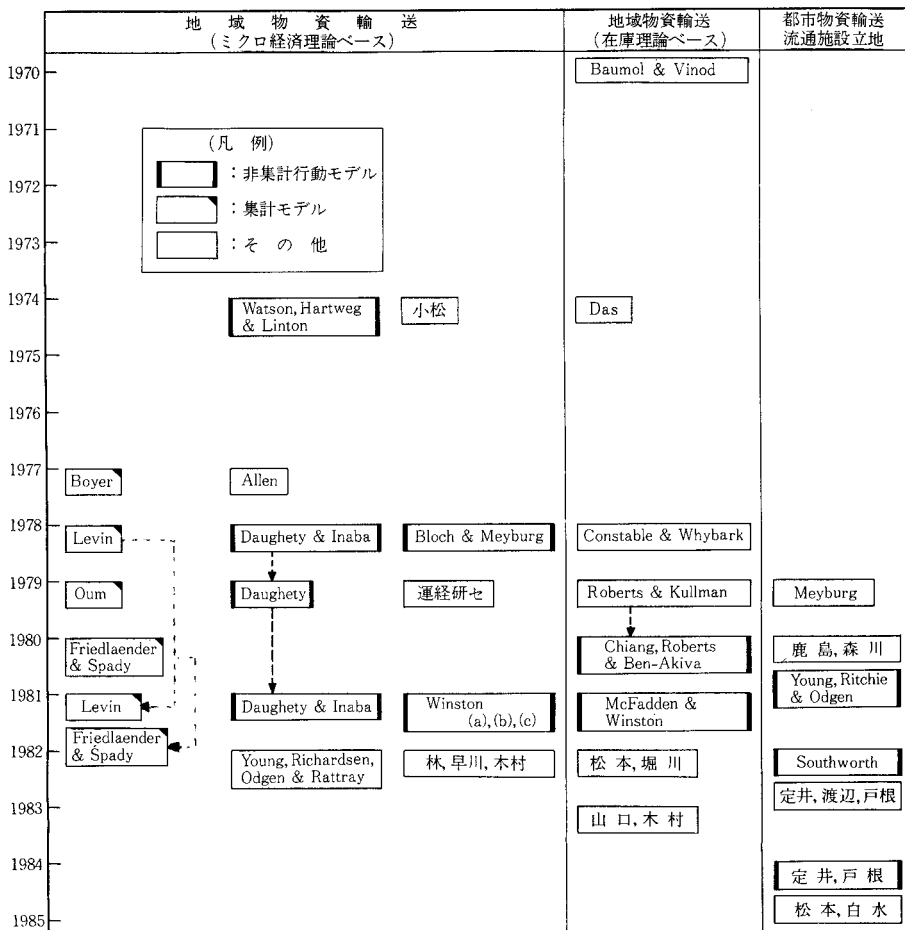 地域物資輸送
(ミクロ経済理論ベース)
地域物資輸送
(在庫理論ベース)
都市物資輸送
流通施設立地
1970
Baumol & Vinod
1971
(凡例)
：非集計行動モデル
1972
：集計モデル
1973
：その他
1974
Watson, Hartweg
& Linton
小松
Das
1975
1976
1977
Boyer
Allen
1978
Levin
Daughety & Inaba
Bloch & Meyburg
Constable & Whybark
1979
Oum
Daughety
運経研セ
Roberts & Kullman
Meyburg
1980
Friedlaender
& Spady
Chiang, Roberts
& Ben-Akiva
鹿島, 森川
Young, Ritchie
& Odgen
1981
Levin
Daughety & Inaba
Winston
(a), (b), (c)
McFadden &
Winston
Friedlaender
& Spady
1982
Young, Richardsen,
Odgen & Rattray
林, 早川, 木村
松本, 堀川
Southworth
定井, 渡辺, 戸根
1983
山口, 木村
1984
定井, 戸根
松本, 白水
1985